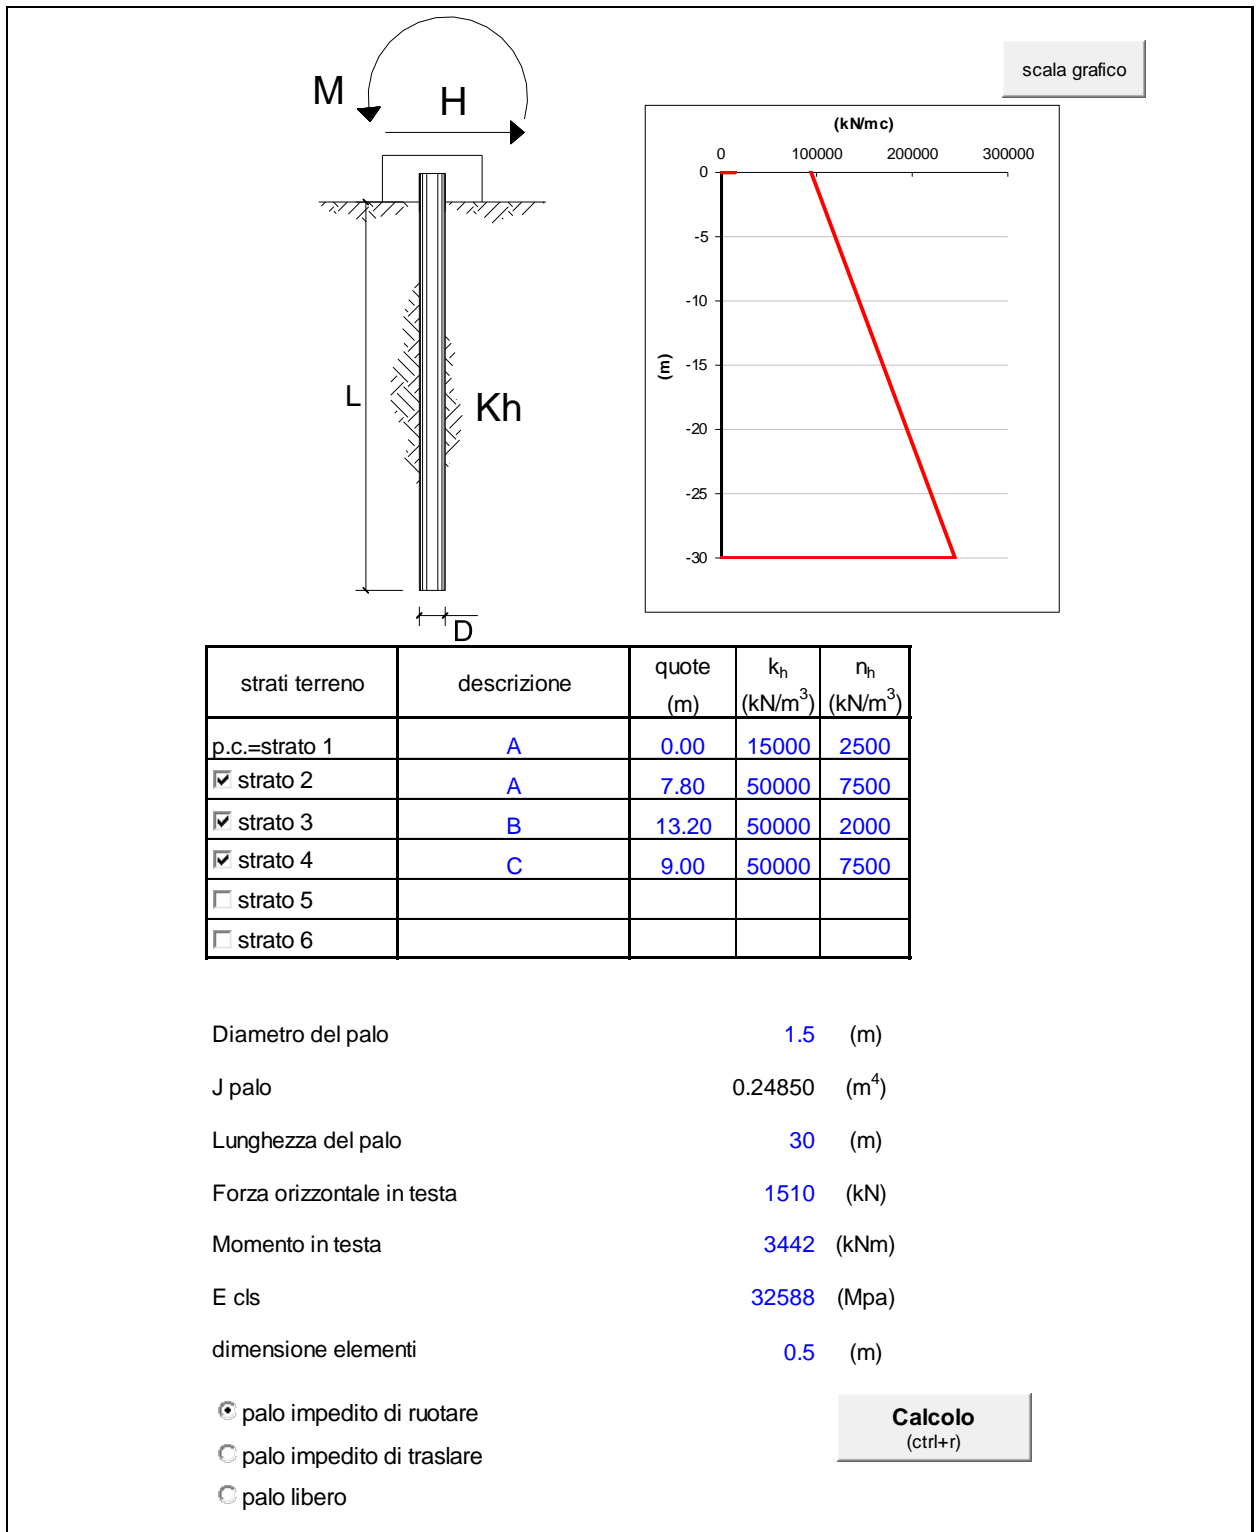 scala grafico
M
H
L
Kh
D
(kN/mc)
0 100000 200000 300000
0
-5
-10
-15
-20
-25
-30
(m)
strati terreno descrizione quote (m) kh (kN/m³) nh (kN/m³)
p.c.=strato 1 A 0.00 15000 2500
strato 2 A 7.80 50000 7500
strato 3 B 13.20 50000 2000
strato 4 C 9.00 50000 7500
strato 5
strato 6
Diametro del palo 1.5 (m)
J palo 0.24850 (m⁴)
Lunghezza del palo 30 (m)
Forza orizzontale in testa 1510 (kN)
Momento in testa 3442 (kNm)
E cls 32588 (Mpa)
dimensione elementi 0.5 (m)
palo impedito di ruotare
palo impedito di traslare
palo libero
Calcolo
(ctrl+r)